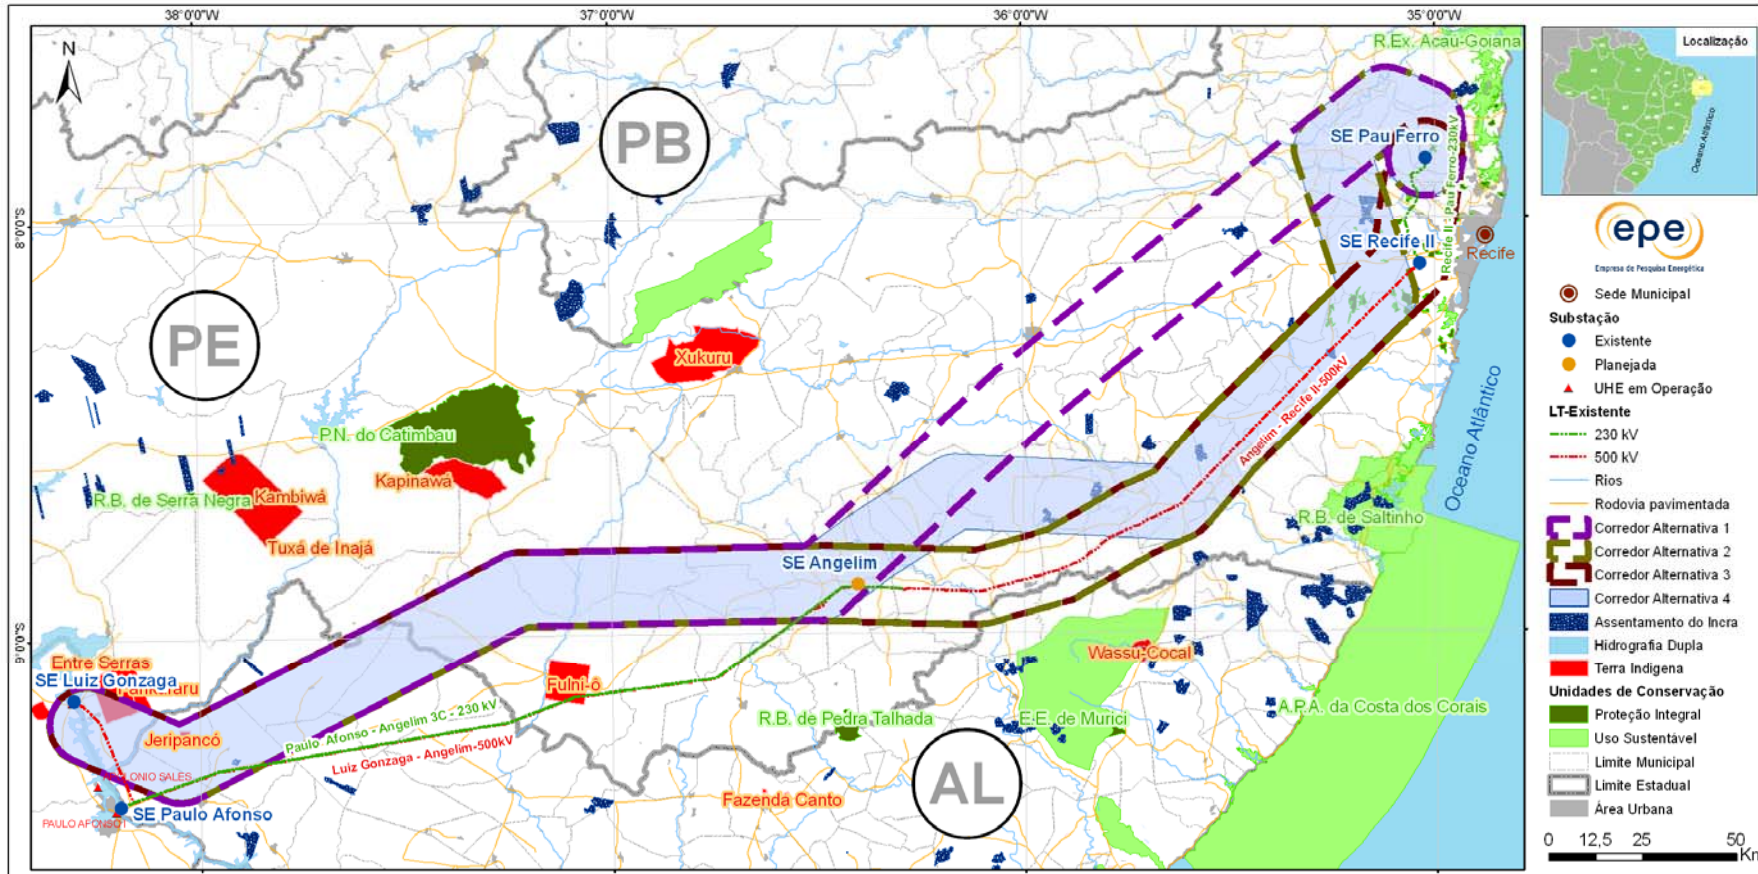 38°0'0"W
37°0'0"W
36°0'0"W
35°0'0"W
8°0'0"S
9°0'0"S
N
PB
PE
AL
R.Ex. Acaú-Goiana
SE Pau Ferro
Recife II - Pau Ferro-230kV
SE Recife II
Recife
Xukuru
P.N. do Catimbau
Kapinawá
R.B. de Serra Negra
Kambiwá
Tuxá de Inajá
Angelim - Recife II-500kV
Oceano Atlântico
R.B. de Saltinho
SE Angelim
Entre Serras
SE Luiz Gonzaga
Pankararu
Jeripancó
Fulni-ô
Wassu-Cocal
Paulo Afonso - Angelim 3C - 230 kV
Luiz Gonzaga - Angelim-500kV
R.B. de Pedra Talhada
E.E. de Murici
A.P.A. da Costa dos Corais
SE Paulo Afonso
PAULO AFONSO I
Fazenda Canto
Localização
Oceano Atlântico
epe
Empresa de Pesquisa Energética
Sede Municipal
Substação
Existente
Planejada
UHE em Operação
LT-Existente
230 kV
500 kV
Rios
Rodovia pavimentada
Corredor Alternativa 1
Corredor Alternativa 2
Corredor Alternativa 3
Corredor Alternativa 4
Assentamento do Incra
Hidrografia Dupla
Terra Indigena
Unidades de Conservação
Proteção Integral
Uso Sustentável
Limite Municipal
Limite Estadual
Área Urbana
0 12,5 25 50
Km